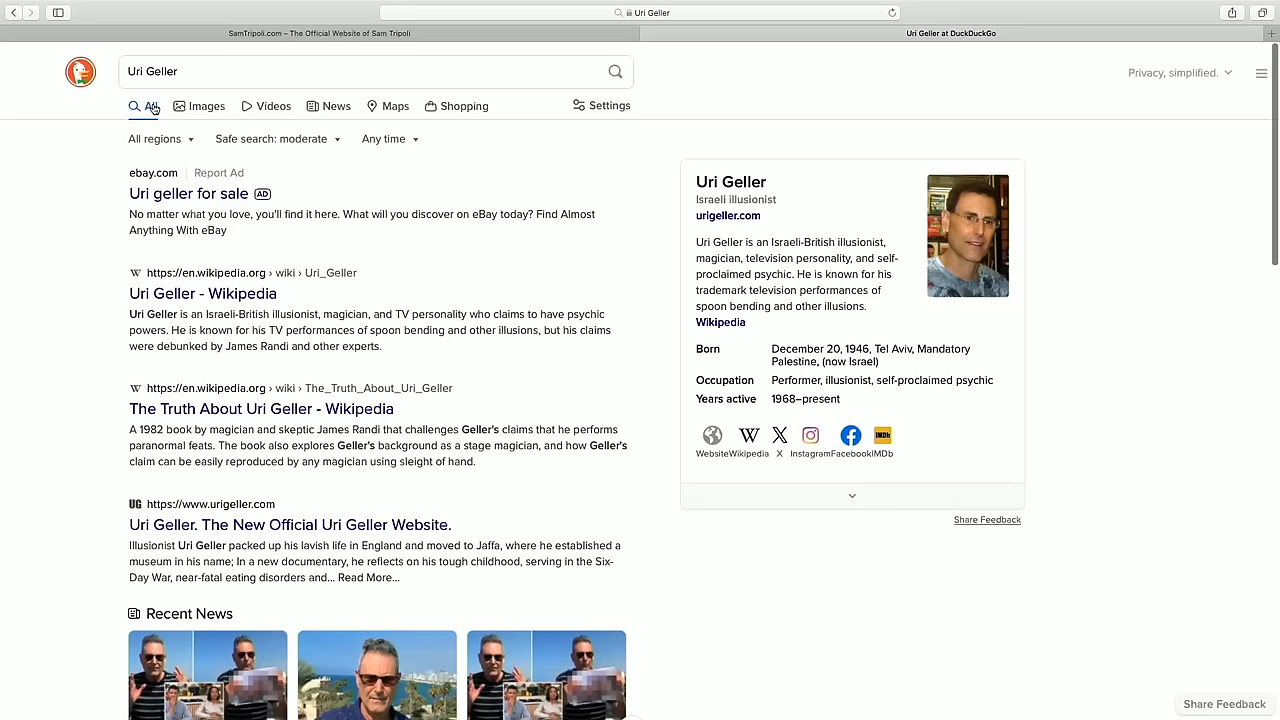 Uri Geller
SamTripoli.com – The Official Website of Sam Tripoli
Uri Geller at DuckDuckGo
Uri Geller
Privacy, simplified.
All
Images
Videos
News
Maps
Shopping
Settings
All regions
Safe search: moderate
Any time
ebay.com
Report Ad
Uri geller for sale AD
No matter what you love, you'll find it here. What will you discover on eBay today? Find Almost
Anything With eBay
W https://en.wikipedia.org › wiki › Uri_Geller
Uri Geller - Wikipedia
Uri Geller is an Israeli-British illusionist, magician, and TV personality who claims to have psychic
powers. He is known for his TV performances of spoon bending and other illusions, but his claims
were debunked by James Randi and other experts.
W https://en.wikipedia.org › wiki › The_Truth_About_Uri_Geller
The Truth About Uri Geller - Wikipedia
A 1982 book by magician and skeptic James Randi that challenges Geller's claims that he performs
paranormal feats. The book also explores Geller's background as a stage magician, and how Geller's
claim can be easily reproduced by any magician using sleight of hand.
UG https://www.urigeller.com
Uri Geller. The New Official Uri Geller Website.
Illusionist Uri Geller packed up his lavish life in England and moved to Jaffa, where he established a
museum in his name; In a new documentary, he reflects on his tough childhood, serving in the Six-
Day War, near-fatal eating disorders and... Read More...
Recent News
Uri Geller
Israeli illusionist
urigeller.com
Uri Geller is an Israeli-British illusionist,
magician, television personality, and self-
proclaimed psychic. He is known for his
trademark television performances of
spoon bending and other illusions.
Wikipedia
Born December 20, 1946, Tel Aviv, Mandatory
Palestine, (now Israel)
Occupation Performer, illusionist, self-proclaimed psychic
Years active 1968–present
W X IMDb
Website Wikipedia X Instagram Facebook IMDb
Share Feedback
Share Feedback